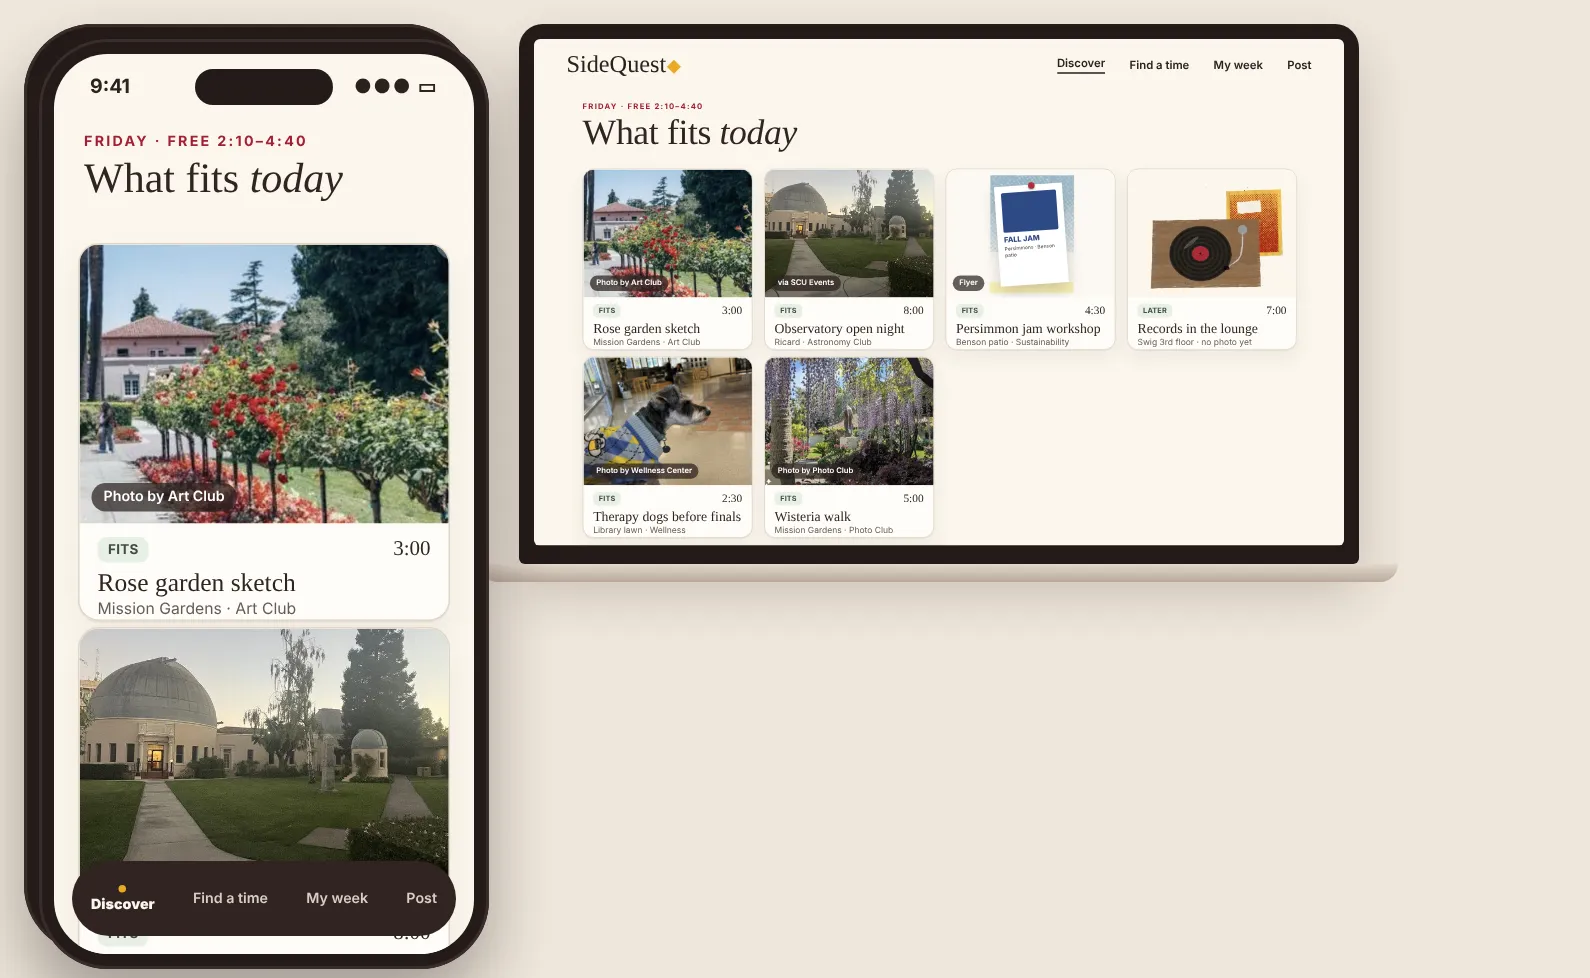 9:41
FRIDAY · FREE 2:10–4:40
What fits today
Photo by Art Club
FITS
3:00
Rose garden sketch
Mission Gardens · Art Club
Discover
Find a time
My week
Post
SideQuest
Discover
Find a time
My week
Post
FRIDAY · FREE 2:10–4:40
What fits today
Photo by Art Club
FITS
3:00
Rose garden sketch
Mission Gardens · Art Club
via SCU Events
FITS
8:00
Observatory open night
Ricard · Astronomy Club
FALL JAM
Persimmons · Benson
patio
Flyer
FITS
4:30
Persimmon jam workshop
Benson patio · Sustainability
LATER
7:00
Records in the lounge
Swig 3rd floor · no photo yet
Photo by Wellness Center
FITS
2:30
Therapy dogs before finals
Library lawn · Wellness
Photo by Photo Club
FITS
5:00
Wisteria walk
Mission Gardens · Photo Club